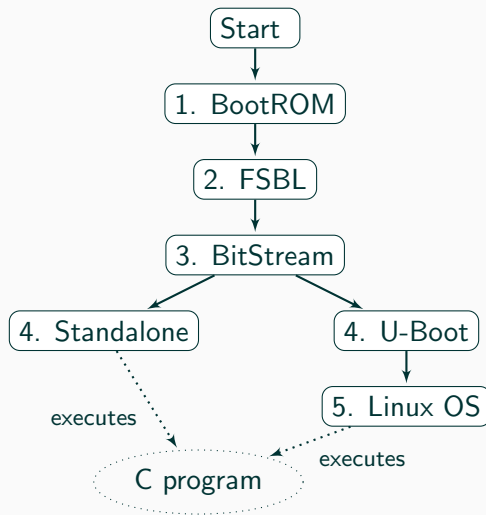 Start
1. BootROM
2. FSBL
3. BitStream
4. Standalone
4. U-Boot
5. Linux OS
executes
executes
C program